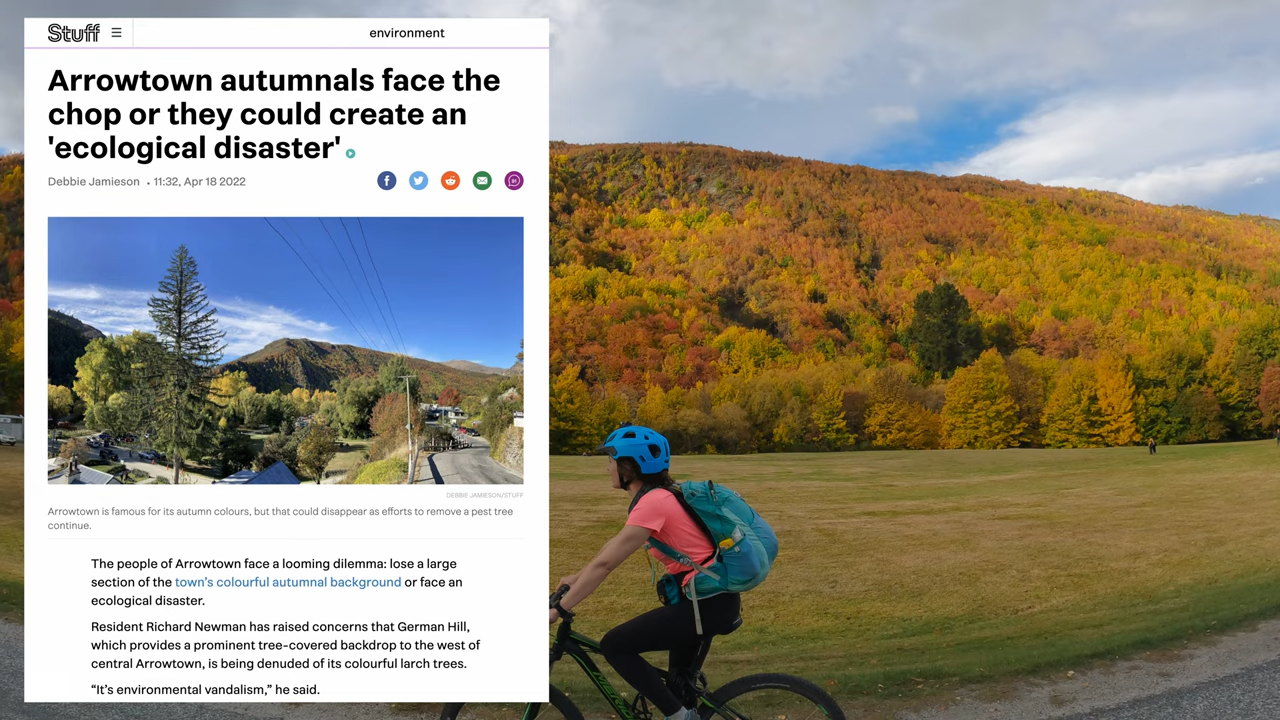 Stuff
environment
Arrowtown autumnals face the
chop or they could create an
'ecological disaster'
Debbie Jamieson • 11:32, Apr 18 2022
DEBBIE JAMIESON/STUFF
Arrowtown is famous for its autumn colours, but that could disappear as efforts to remove a pest tree
continue.
The people of Arrowtown face a looming dilemma: lose a large
section of the town’s colourful autumnal background or face an
ecological disaster.
Resident Richard Newman has raised concerns that German Hill,
which provides a prominent tree-covered backdrop to the west of
central Arrowtown, is being denuded of its colourful larch trees.
“It’s environmental vandalism,” he said.